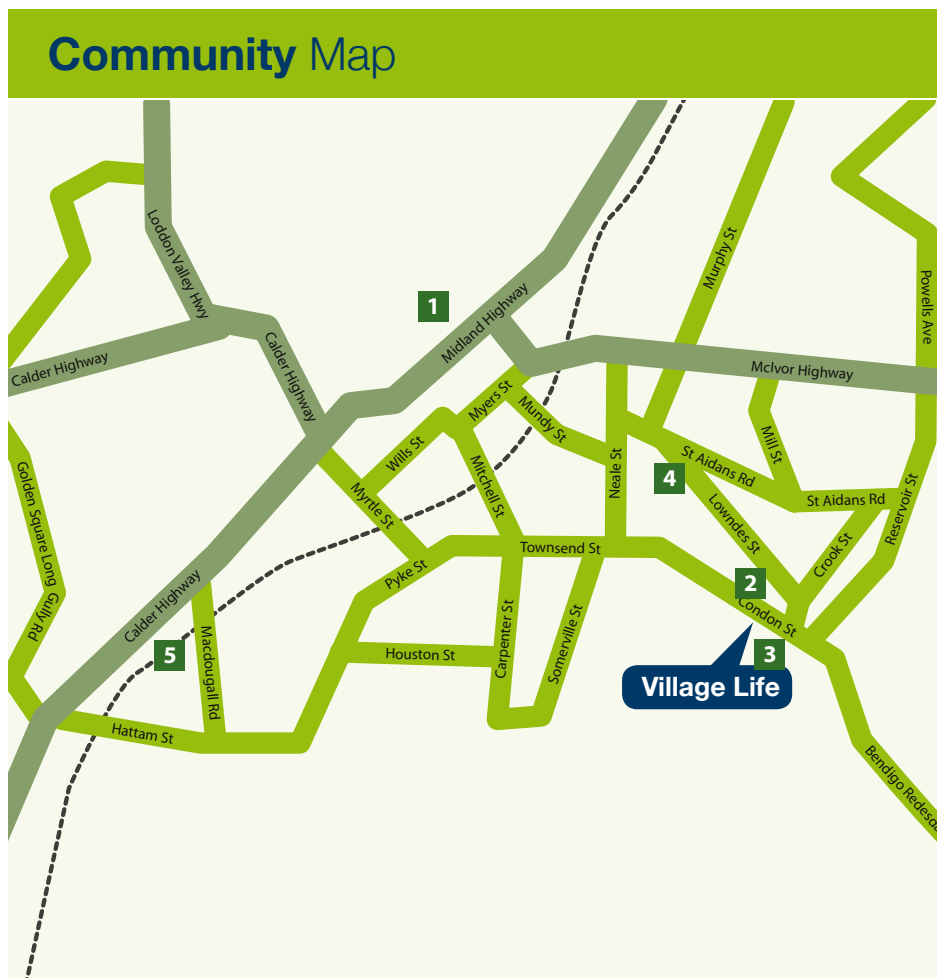 Community Map
Loddon Valley Hwy
Murphy St
Powells Ave
1
Midland Highway
Calder Highway
Calder Highway
McIvor Highway
Myers St
Mundy St
Wills St
Mill St
St Aidans Rd
Mitchell St
Neale St
4
Golden Square Long Gully Rd
Myrtle St
St Aidans Rd
Reservoir St
Lowndes St
Crook St
Townsend St
Pyke St
2
Calder Highway
Condon St
Macdougall Rd
Carpenter St
Somerville St
5
Houston St
3
Village Life
Hattam St